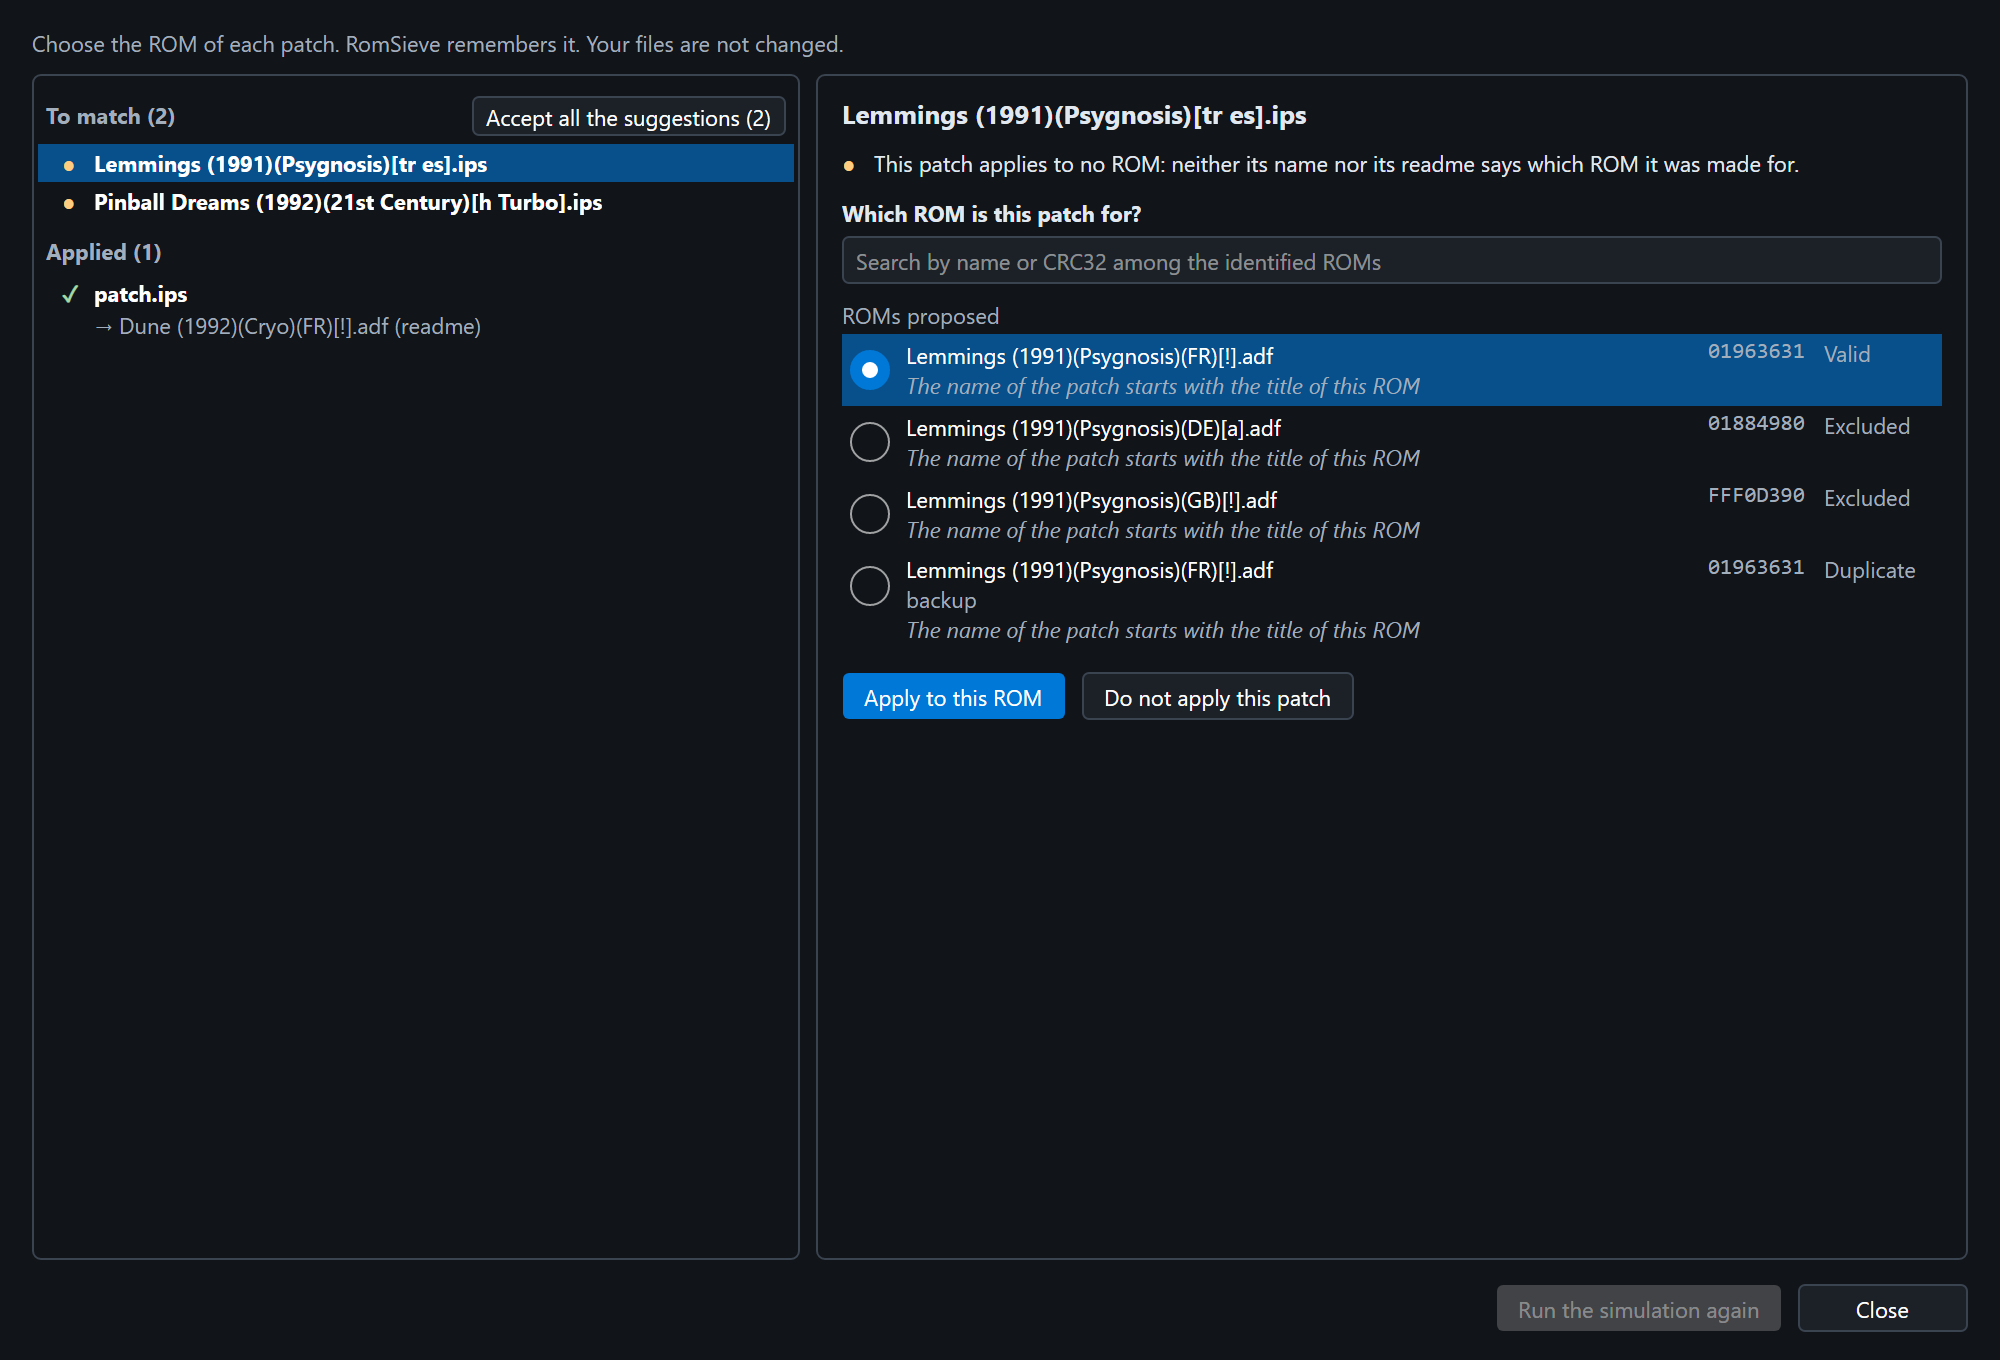 Choose the ROM of each patch. RomSieve remembers it. Your files are not changed.
To match (2)
Accept all the suggestions (2)
Lemmings (1991)(Psygnosis)[tr es].ips
Pinball Dreams (1992)(21st Century)[h Turbo].ips
Applied (1)
✓ patch.ips
→ Dune (1992)(Cryo)(FR)[!].adf (readme)
Lemmings (1991)(Psygnosis)[tr es].ips
This patch applies to no ROM: neither its name nor its readme says which ROM it was made for.
Which ROM is this patch for?
Search by name or CRC32 among the identified ROMs
ROMs proposed
Lemmings (1991)(Psygnosis)(FR)[!].adf 01963631 Valid
The name of the patch starts with the title of this ROM
Lemmings (1991)(Psygnosis)(DE)[a].adf 01884980 Excluded
The name of the patch starts with the title of this ROM
Lemmings (1991)(Psygnosis)(GB)[!].adf FFF0D390 Excluded
The name of the patch starts with the title of this ROM
Lemmings (1991)(Psygnosis)(FR)[!].adf 01963631 Duplicate
backup
The name of the patch starts with the title of this ROM
Apply to this ROM
Do not apply this patch
Run the simulation again
Close